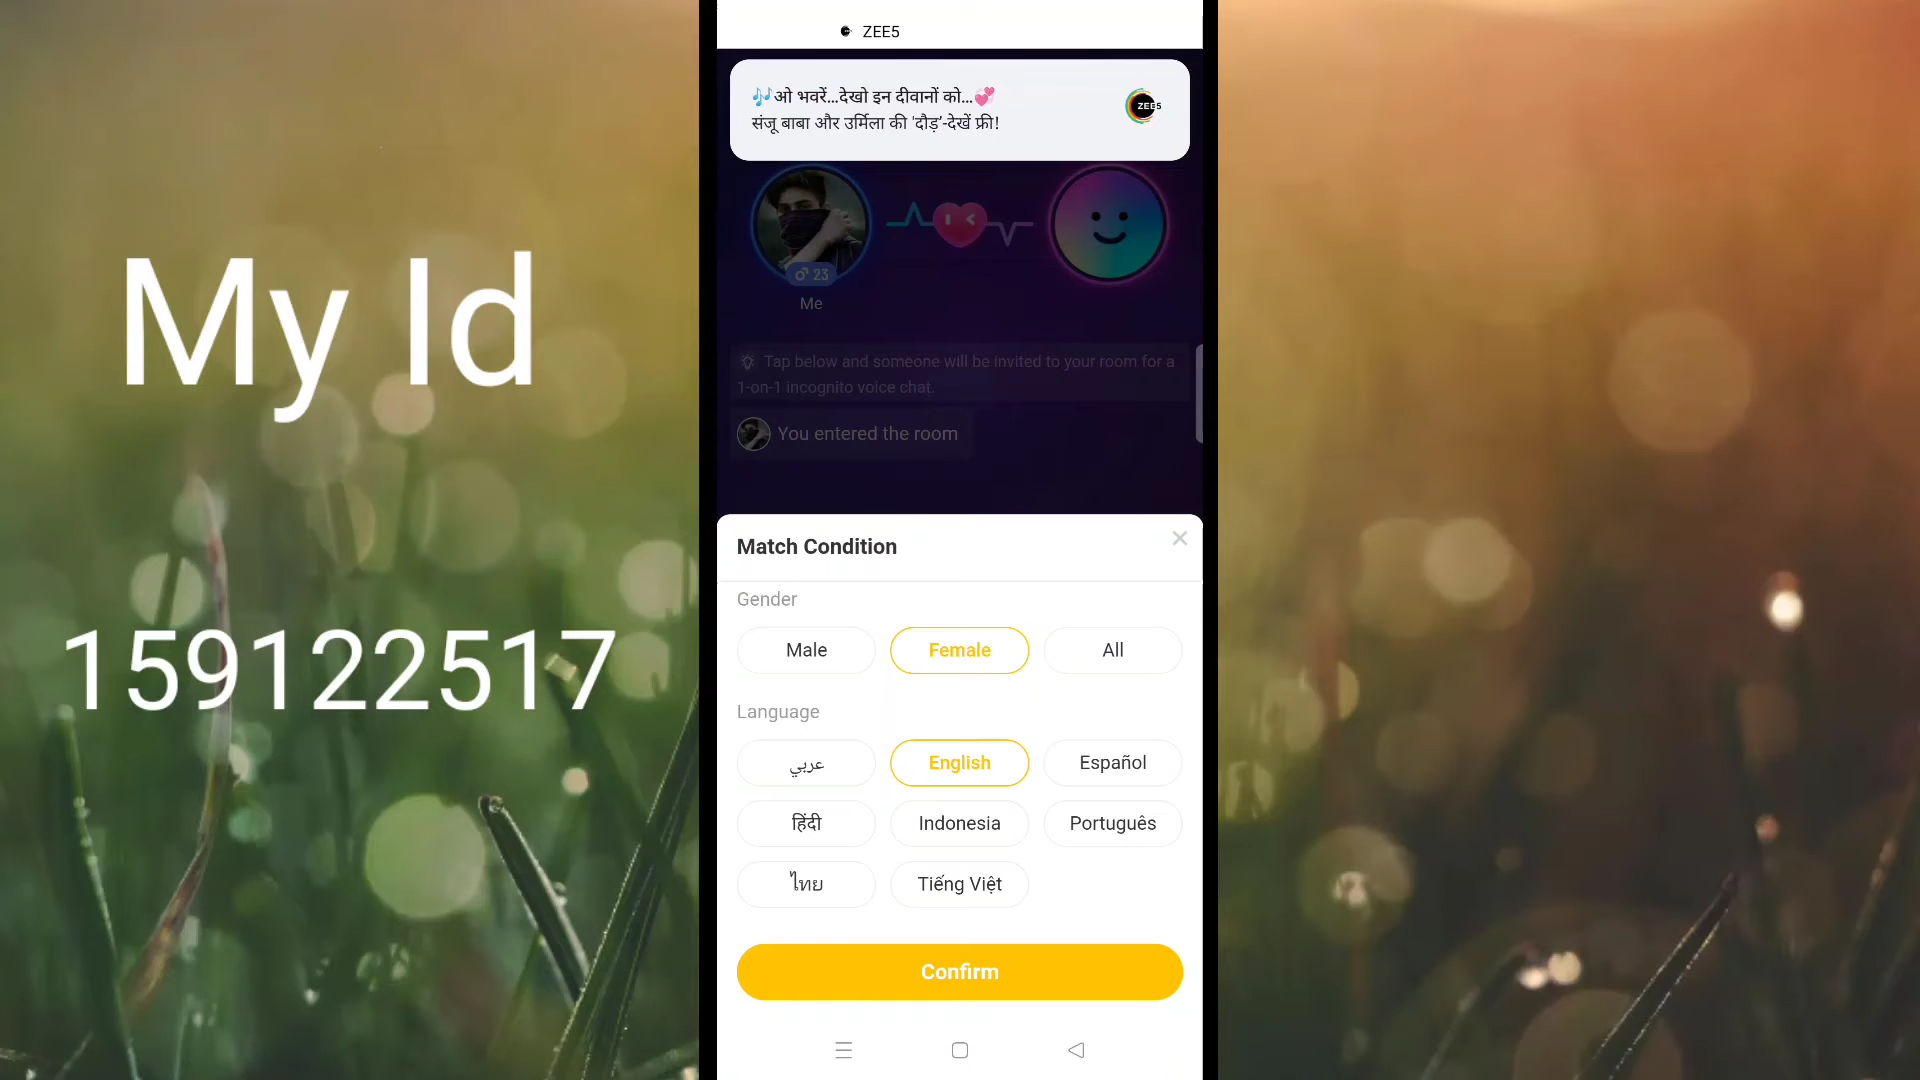 My Id
159122517
ZEE5
🎶ओ भवरें...देखो इन दीवानों को...💞
संजू बाबा और उर्मिला की 'दौड़'-देखें फ्री!
ZEE5
♂ 23
Me
Tap below and someone will be invited to your room for a
1-on-1 incognito voice chat.
You entered the room
Match Condition
Gender
Male
Female
All
Language
عربي
English
Español
हिंदी
Indonesia
Português
ไทย
Tiếng Việt
Confirm